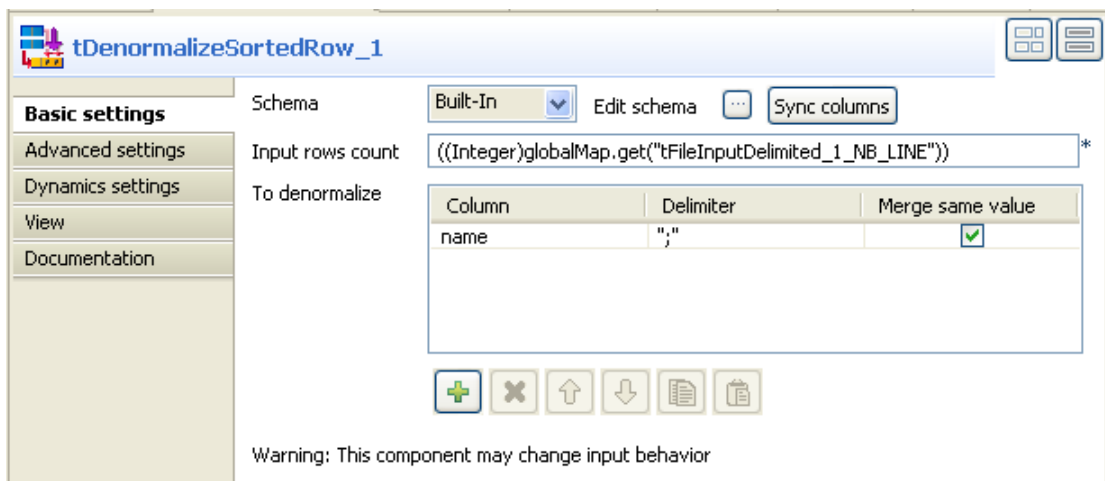 tDenormalizeSortedRow_1
Basic settings
Advanced settings
Dynamics settings
View
Documentation
Schema Built-In Edit schema ... Sync columns
Input rows count ((Integer)globalMap.get("tFileInputDelimited_1_NB_LINE")) *
To denormalize
Column Delimiter Merge same value
name ";"
Warning: This component may change input behavior